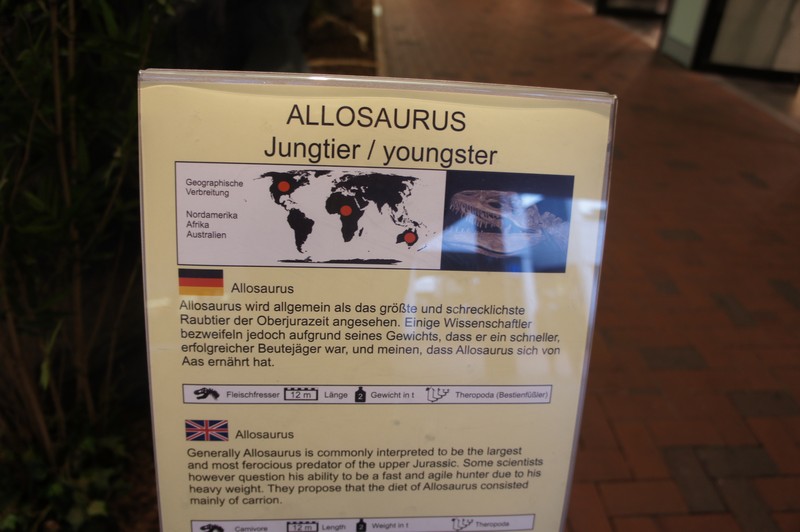 ALLOSAURUS
Jungtier / youngster
Geographische
Verbreitung
Nordamerika
Afrika
Australien
Allosaurus
Allosaurus wird allgemein als das größte und schrecklichste
Raubtier der Oberjurazeit angesehen. Einige Wissenschaftler
bezweifeln jedoch aufgrund seines Gewichts, dass er ein schneller,
erfolgreicher Beutejäger war, und meinen, dass Allosaurus sich von
Aas ernährt hat.
Fleischfresser 12 m Länge 2 Gewicht in t Theropoda (Bestienfüßler)
Allosaurus
Generally Allosaurus is commonly interpreted to be the largest
and most ferocious predator of the upper Jurassic. Some scientists
however question his ability to be a fast and agile hunter due to his
heavy weight. They propose that the diet of Allosaurus consisted
mainly of carrion.
Carnivore 12 m Length 2 Weight in t Theropoda